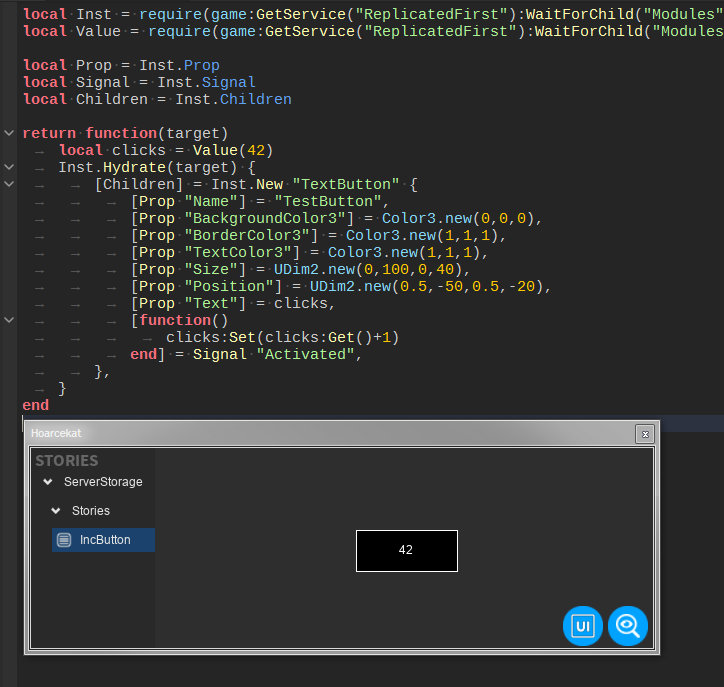 local Inst = require(game:GetService("ReplicatedFirst"):WaitForChild("Modules"
local Value = require(game:GetService("ReplicatedFirst"):WaitForChild("Modules
local Prop = Inst.Prop
local Signal = Inst.Signal
local Children = Inst.Children
return function(target)
local clicks = Value(42)
Inst.Hydrate(target) {
[Children] = Inst.New "TextButton" {
[Prop "Name"] = "TestButton",
[Prop "BackgroundColor3"] = Color3.new(0,0,0),
[Prop "BorderColor3"] = Color3.new(1,1,1),
[Prop "TextColor3"] = Color3.new(1,1,1),
[Prop "Size"] = UDim2.new(0,100,0,40),
[Prop "Position"] = UDim2.new(0.5,-50,0.5,-20),
[Prop "Text"] = clicks,
[function()
clicks:Set(clicks:Get()+1)
end] = Signal "Activated",
},
}
end
Hoarcekat
STORIES
ServerStorage
Stories
IncButton
42
UI